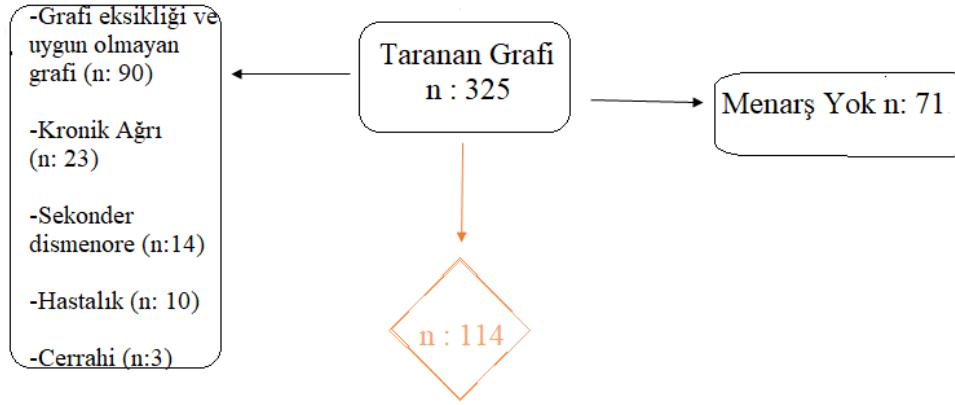 -Grafi eksikliği ve
uygun olmayan
grafi (n: 90)
-Kronik Ağrı
(n: 23)
-Sekonder
dismenore (n:14)
-Hastalık (n: 10)
-Cerrahi (n:3)
Taranan Grafi
n : 325
Menarş Yok n: 71
n : 114